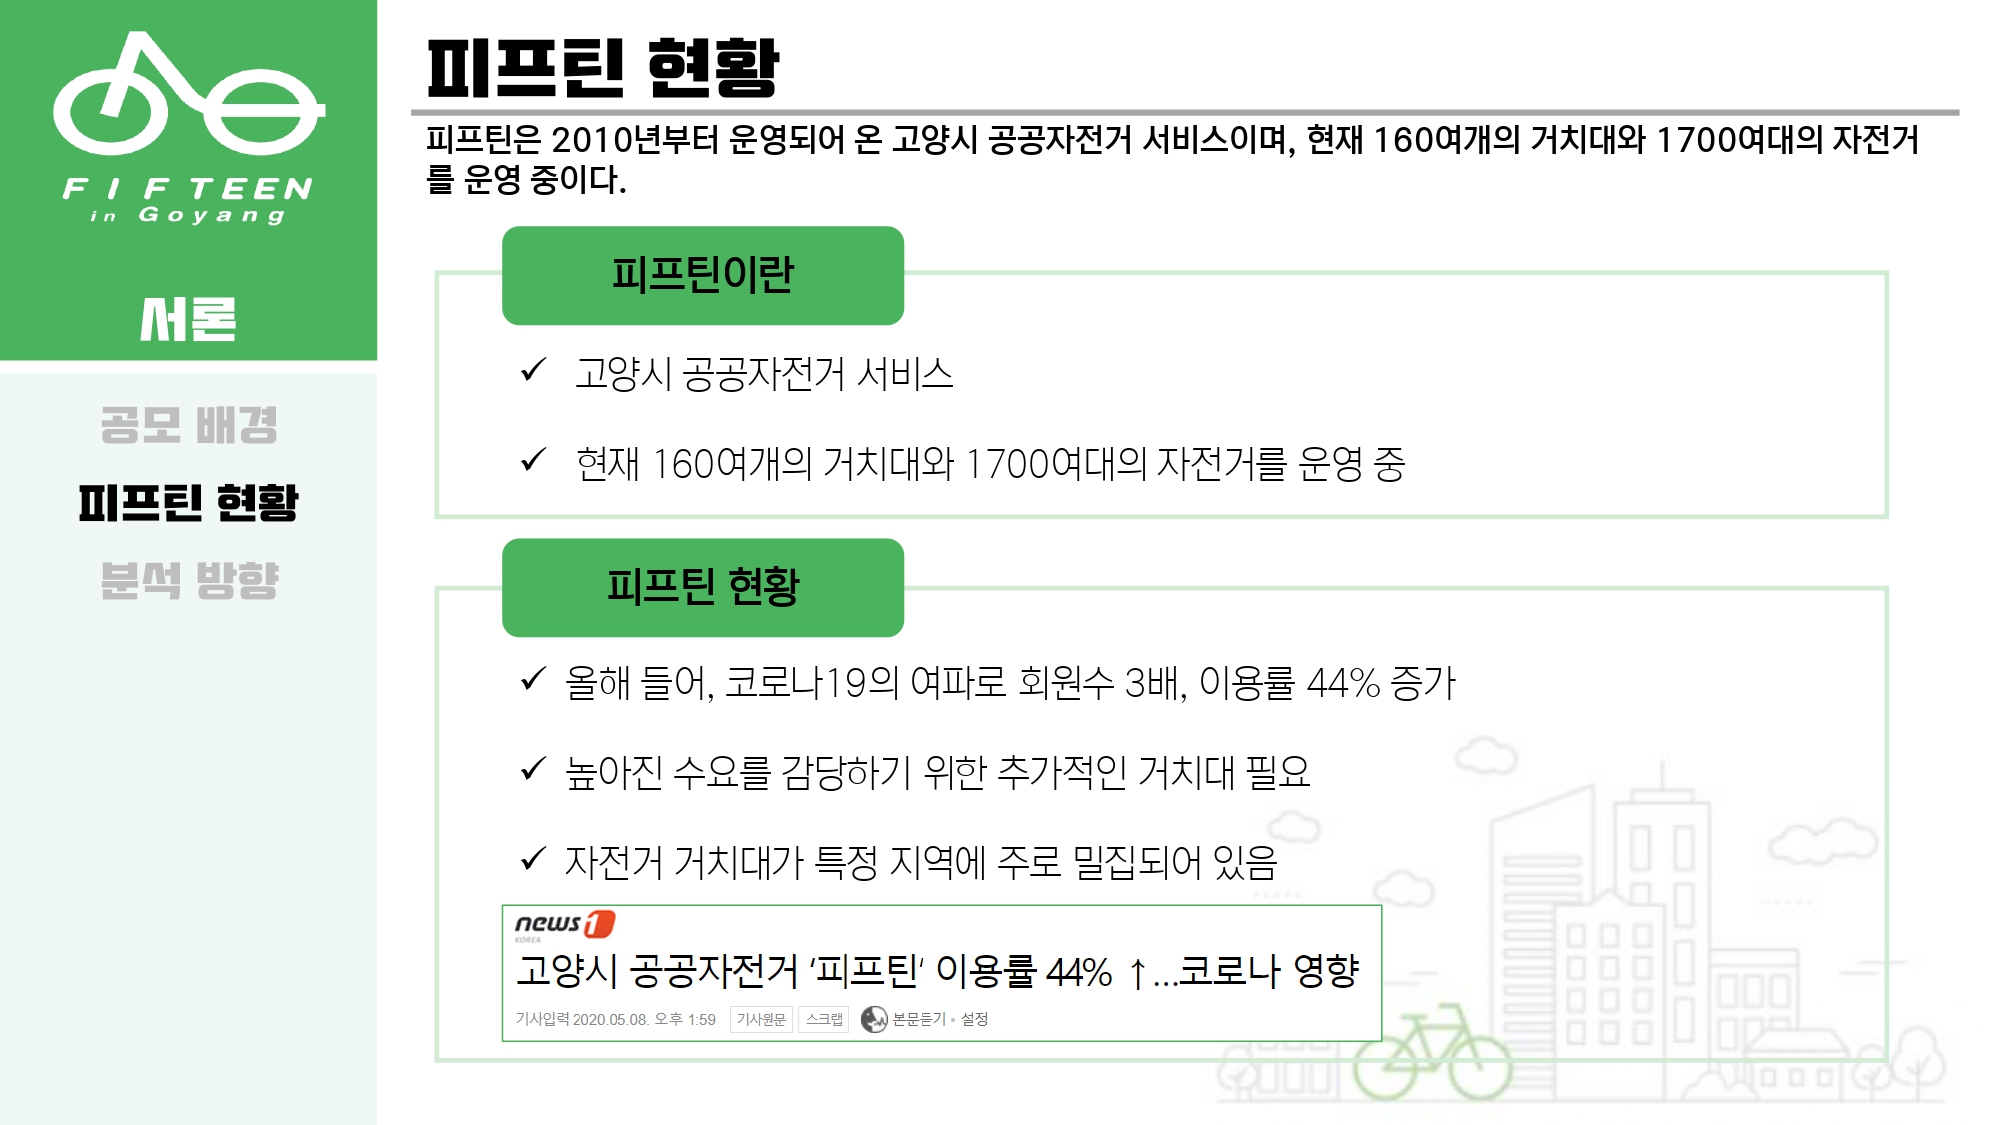 FIFTEEN
in Goyang
서론
공모 배경
피프틴 현황
분석 방향
피프틴 현황
피프틴은 2010년부터 운영되어 온 고양시 공공자전거 서비스이며, 현재 160여개의 거치대와 1700여대의 자전거
를 운영 중이다.
피프틴이란
✓ 고양시 공공자전거 서비스
✓ 현재 160여개의 거치대와 1700여대의 자전거를 운영 중
피프틴 현황
✓ 올해 들어, 코로나19의 여파로 회원수 3배, 이용률 44% 증가
✓ 높아진 수요를 감당하기 위한 추가적인 거치대 필요
✓ 자전거 거치대가 특정 지역에 주로 밀집되어 있음
news1
KOREA
고양시 공공자전거 '피프틴' 이용률 44% ↑...코로나 영향
기사입력 2020.05.08. 오후 1:59 기사원문 스크랩 본문듣기 • 설정